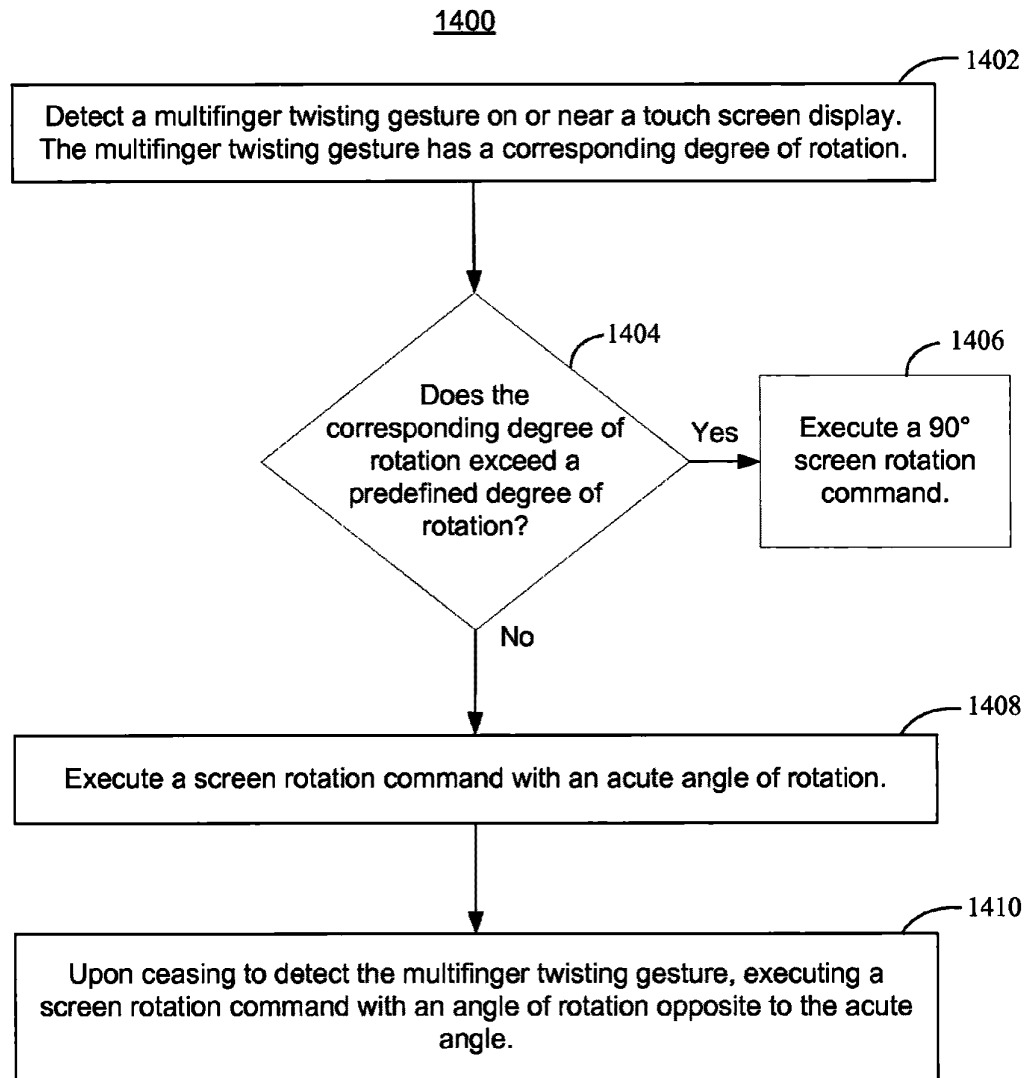 1400
1402
Detect a multifinger twisting gesture on or near a touch screen display.
The multifinger twisting gesture has a corresponding degree of rotation.
1404
Does the
corresponding degree of
rotation exceed a
predefined degree of
rotation?
Yes
1406
Execute a 90°
screen rotation
command.
No
1408
Execute a screen rotation command with an acute angle of rotation.
1410
Upon ceasing to detect the multifinger twisting gesture, executing a
screen rotation command with an angle of rotation opposite to the acute
angle.